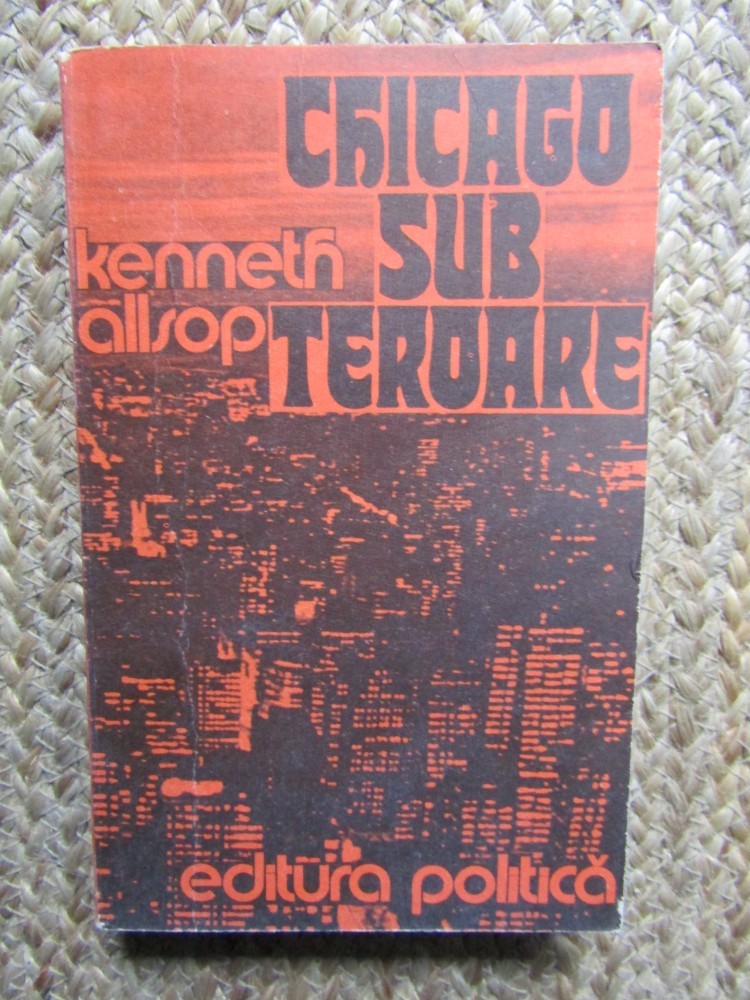 CHICAGO
SUB
TEROARE
kenneth
allsop
editura politică